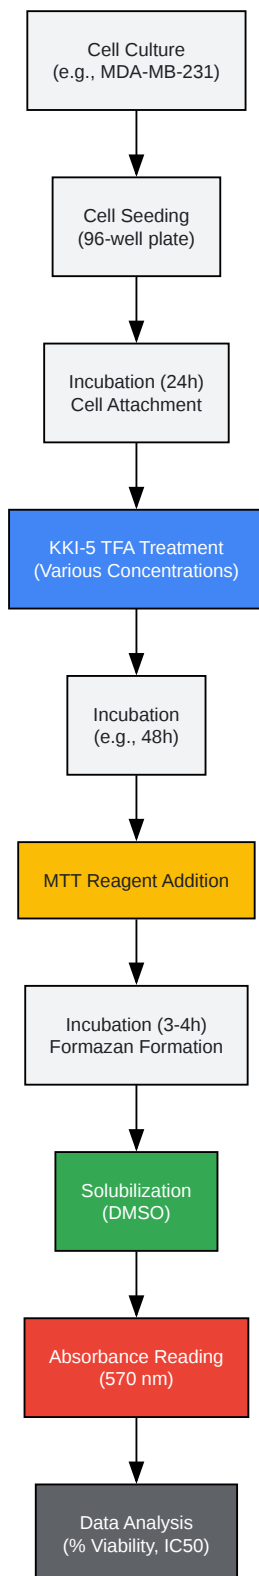 Cell Culture
(e.g., MDA-MB-231)
Cell Seeding
(96-well plate)
Incubation (24h)
Cell Attachment
KKI-5 TFA Treatment
(Various Concentrations)
Incubation
(e.g., 48h)
MTT Reagent Addition
Incubation (3-4h)
Formazan Formation
Solubilization
(DMSO)
Absorbance Reading
(570 nm)
Data Analysis
(% Viability, IC50)